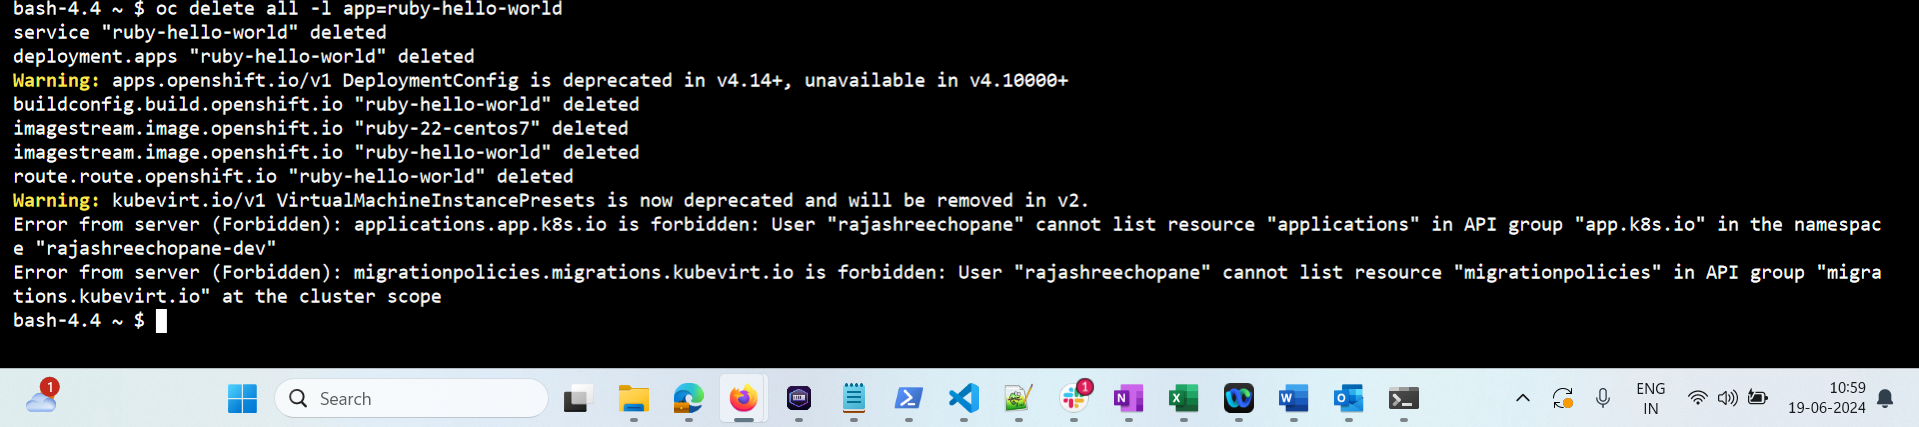 bash-4.4 ~ $ oc delete all -l app=ruby-hello-world
service "ruby-hello-world" deleted
deployment.apps "ruby-hello-world" deleted
Warning: apps.openshift.io/v1 DeploymentConfig is deprecated in v4.14+, unavailable in v4.10000+
buildconfig.build.openshift.io "ruby-hello-world" deleted
imagestream.image.openshift.io "ruby-22-centos7" deleted
imagestream.image.openshift.io "ruby-hello-world" deleted
route.route.openshift.io "ruby-hello-world" deleted
Warning: kubevirt.io/v1 VirtualMachineInstancePresets is now deprecated and will be removed in v2.
Error from server (Forbidden): applications.app.k8s.io is forbidden: User "rajashreechopane" cannot list resource "applications" in API group "app.k8s.io" in the namespac
e "rajashreechopane-dev"
Error from server (Forbidden): migrationpolicies.migrations.kubevirt.io is forbidden: User "rajashreechopane" cannot list resource "migrationpolicies" in API group "migra
tions.kubevirt.io" at the cluster scope
bash-4.4 ~ $
1
Search
1
N
X
W
O
ENG
IN
10:59
19-06-2024